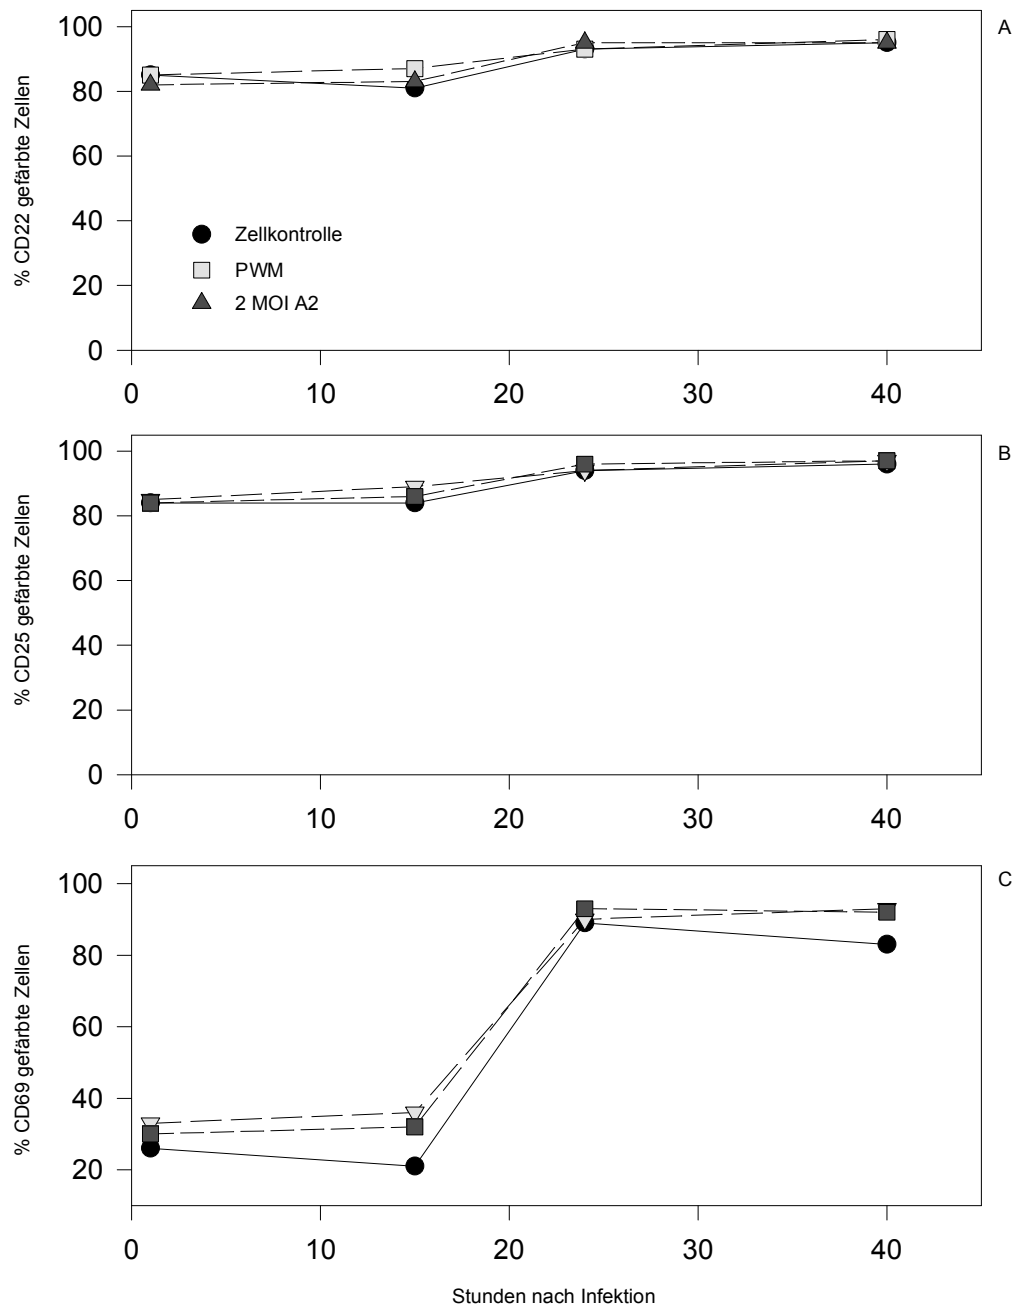 A
% CD22 gefärbte Zellen
100
80
60
40
20
0
Zellkontrolle
PWM
2 MOI A2
0 10 20 30 40
B
% CD25 gefärbte Zellen
100
80
60
40
20
0
0 10 20 30 40
C
% CD69 gefärbte Zellen
100
80
60
40
20
0 10 20 30 40
Stunden nach Infektion